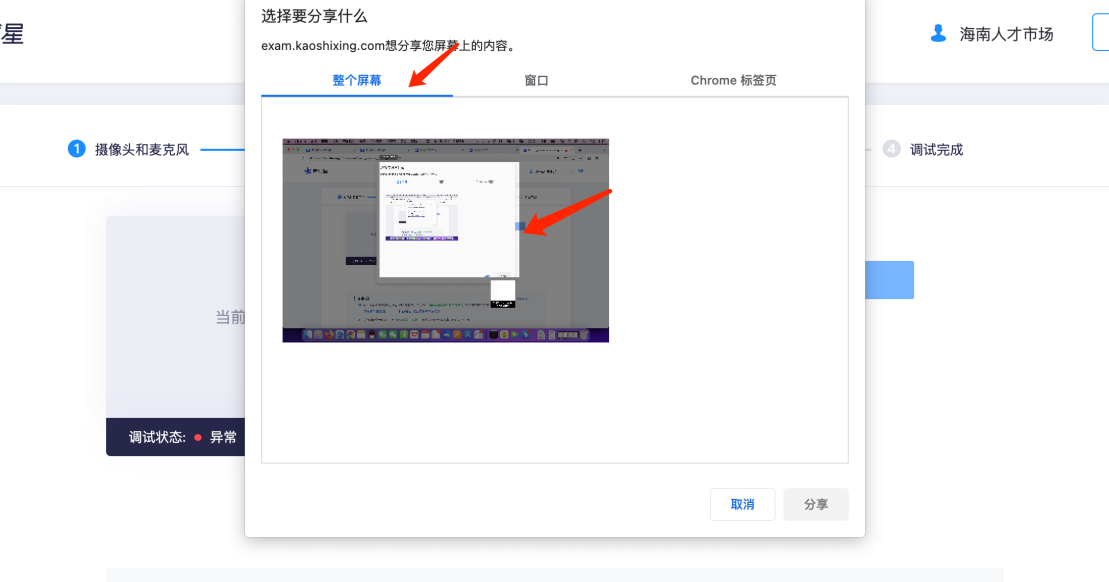 选择要分享什么
星
exam.kaoshixing.com想分享您屏幕上的内容。
海南人才市场
整个屏幕
窗口
Chrome 标签页
1 摄像头和麦克风
4 调试完成
当前
调试状态: 异常
取消
分享